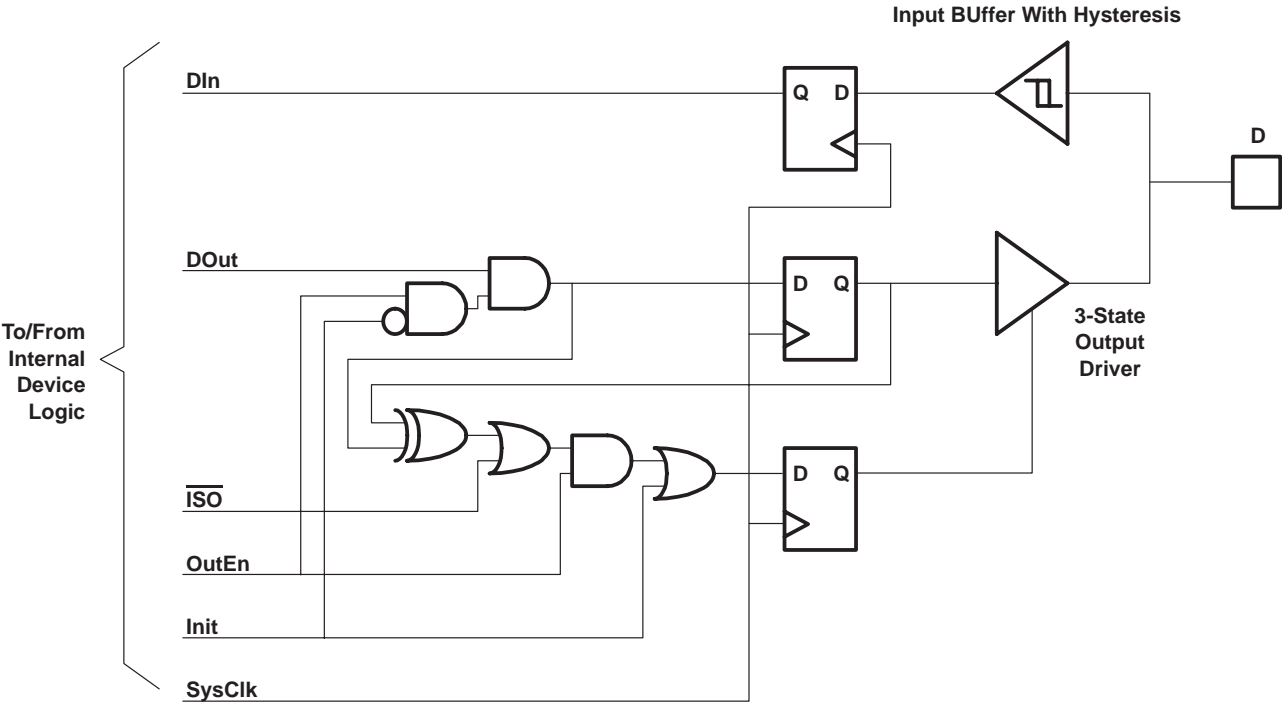 Input BUffer With Hysteresis
DIn
Q D
D
DOut
D Q
3-State
Output
Driver
To/From
Internal
Device
Logic
D Q
ISO
OutEn
Init
SysClk